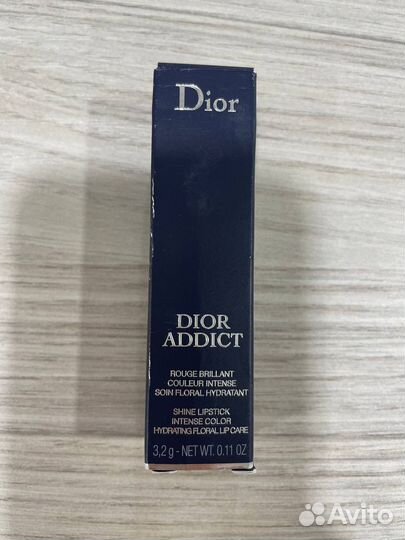 Dior
DIOR
ADDICT
ROUGE BRILLANT
COULEUR INTENSE
SOIN FLORAL HYDRATANT
SHINE LIPSTICK
INTENSE COLOR
HYDRATING FLORAL LIP CARE
3,2 g - NET WT. 0.11 OZ
Avito